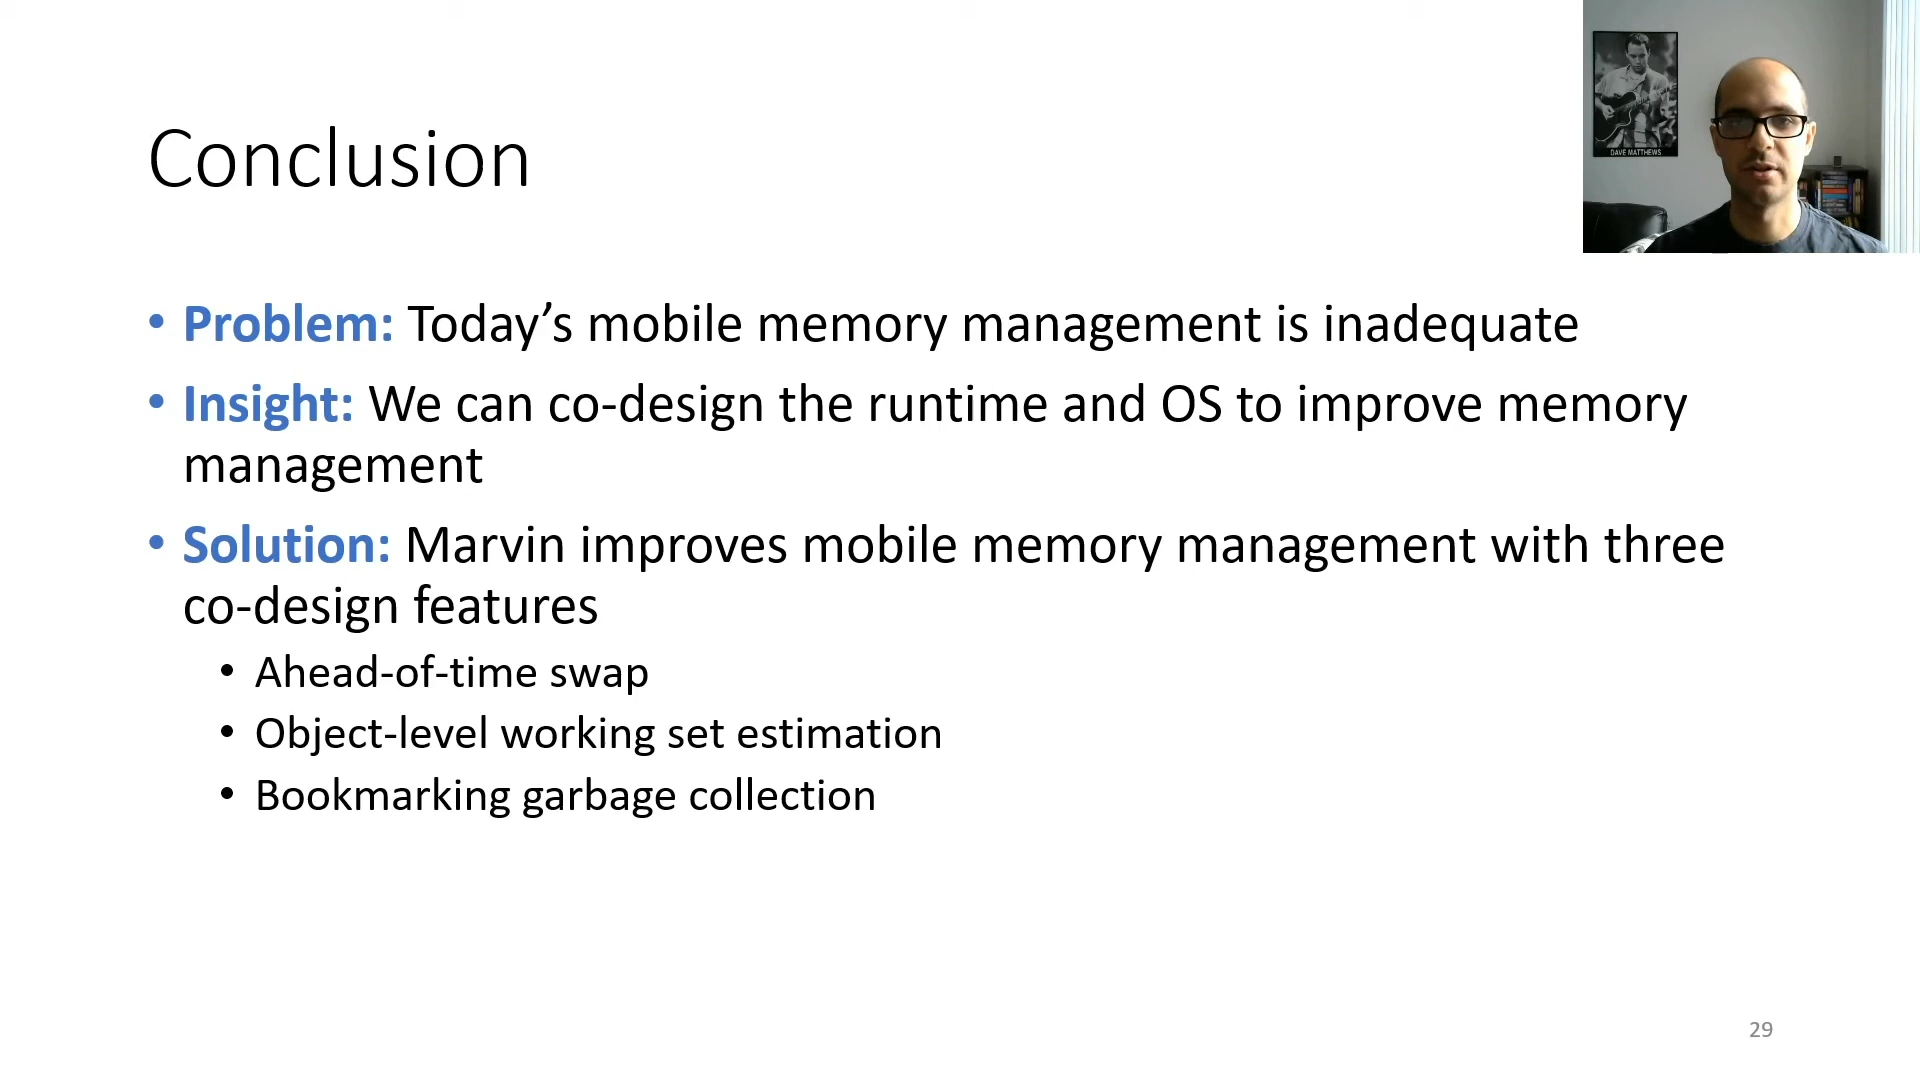 Conclusion
DAVE MATTHEWS
• Problem: Today’s mobile memory management is inadequate
• Insight: We can co-design the runtime and OS to improve memory
management
• Solution: Marvin improves mobile memory management with three
co-design features
• Ahead-of-time swap
• Object-level working set estimation
• Bookmarking garbage collection
29